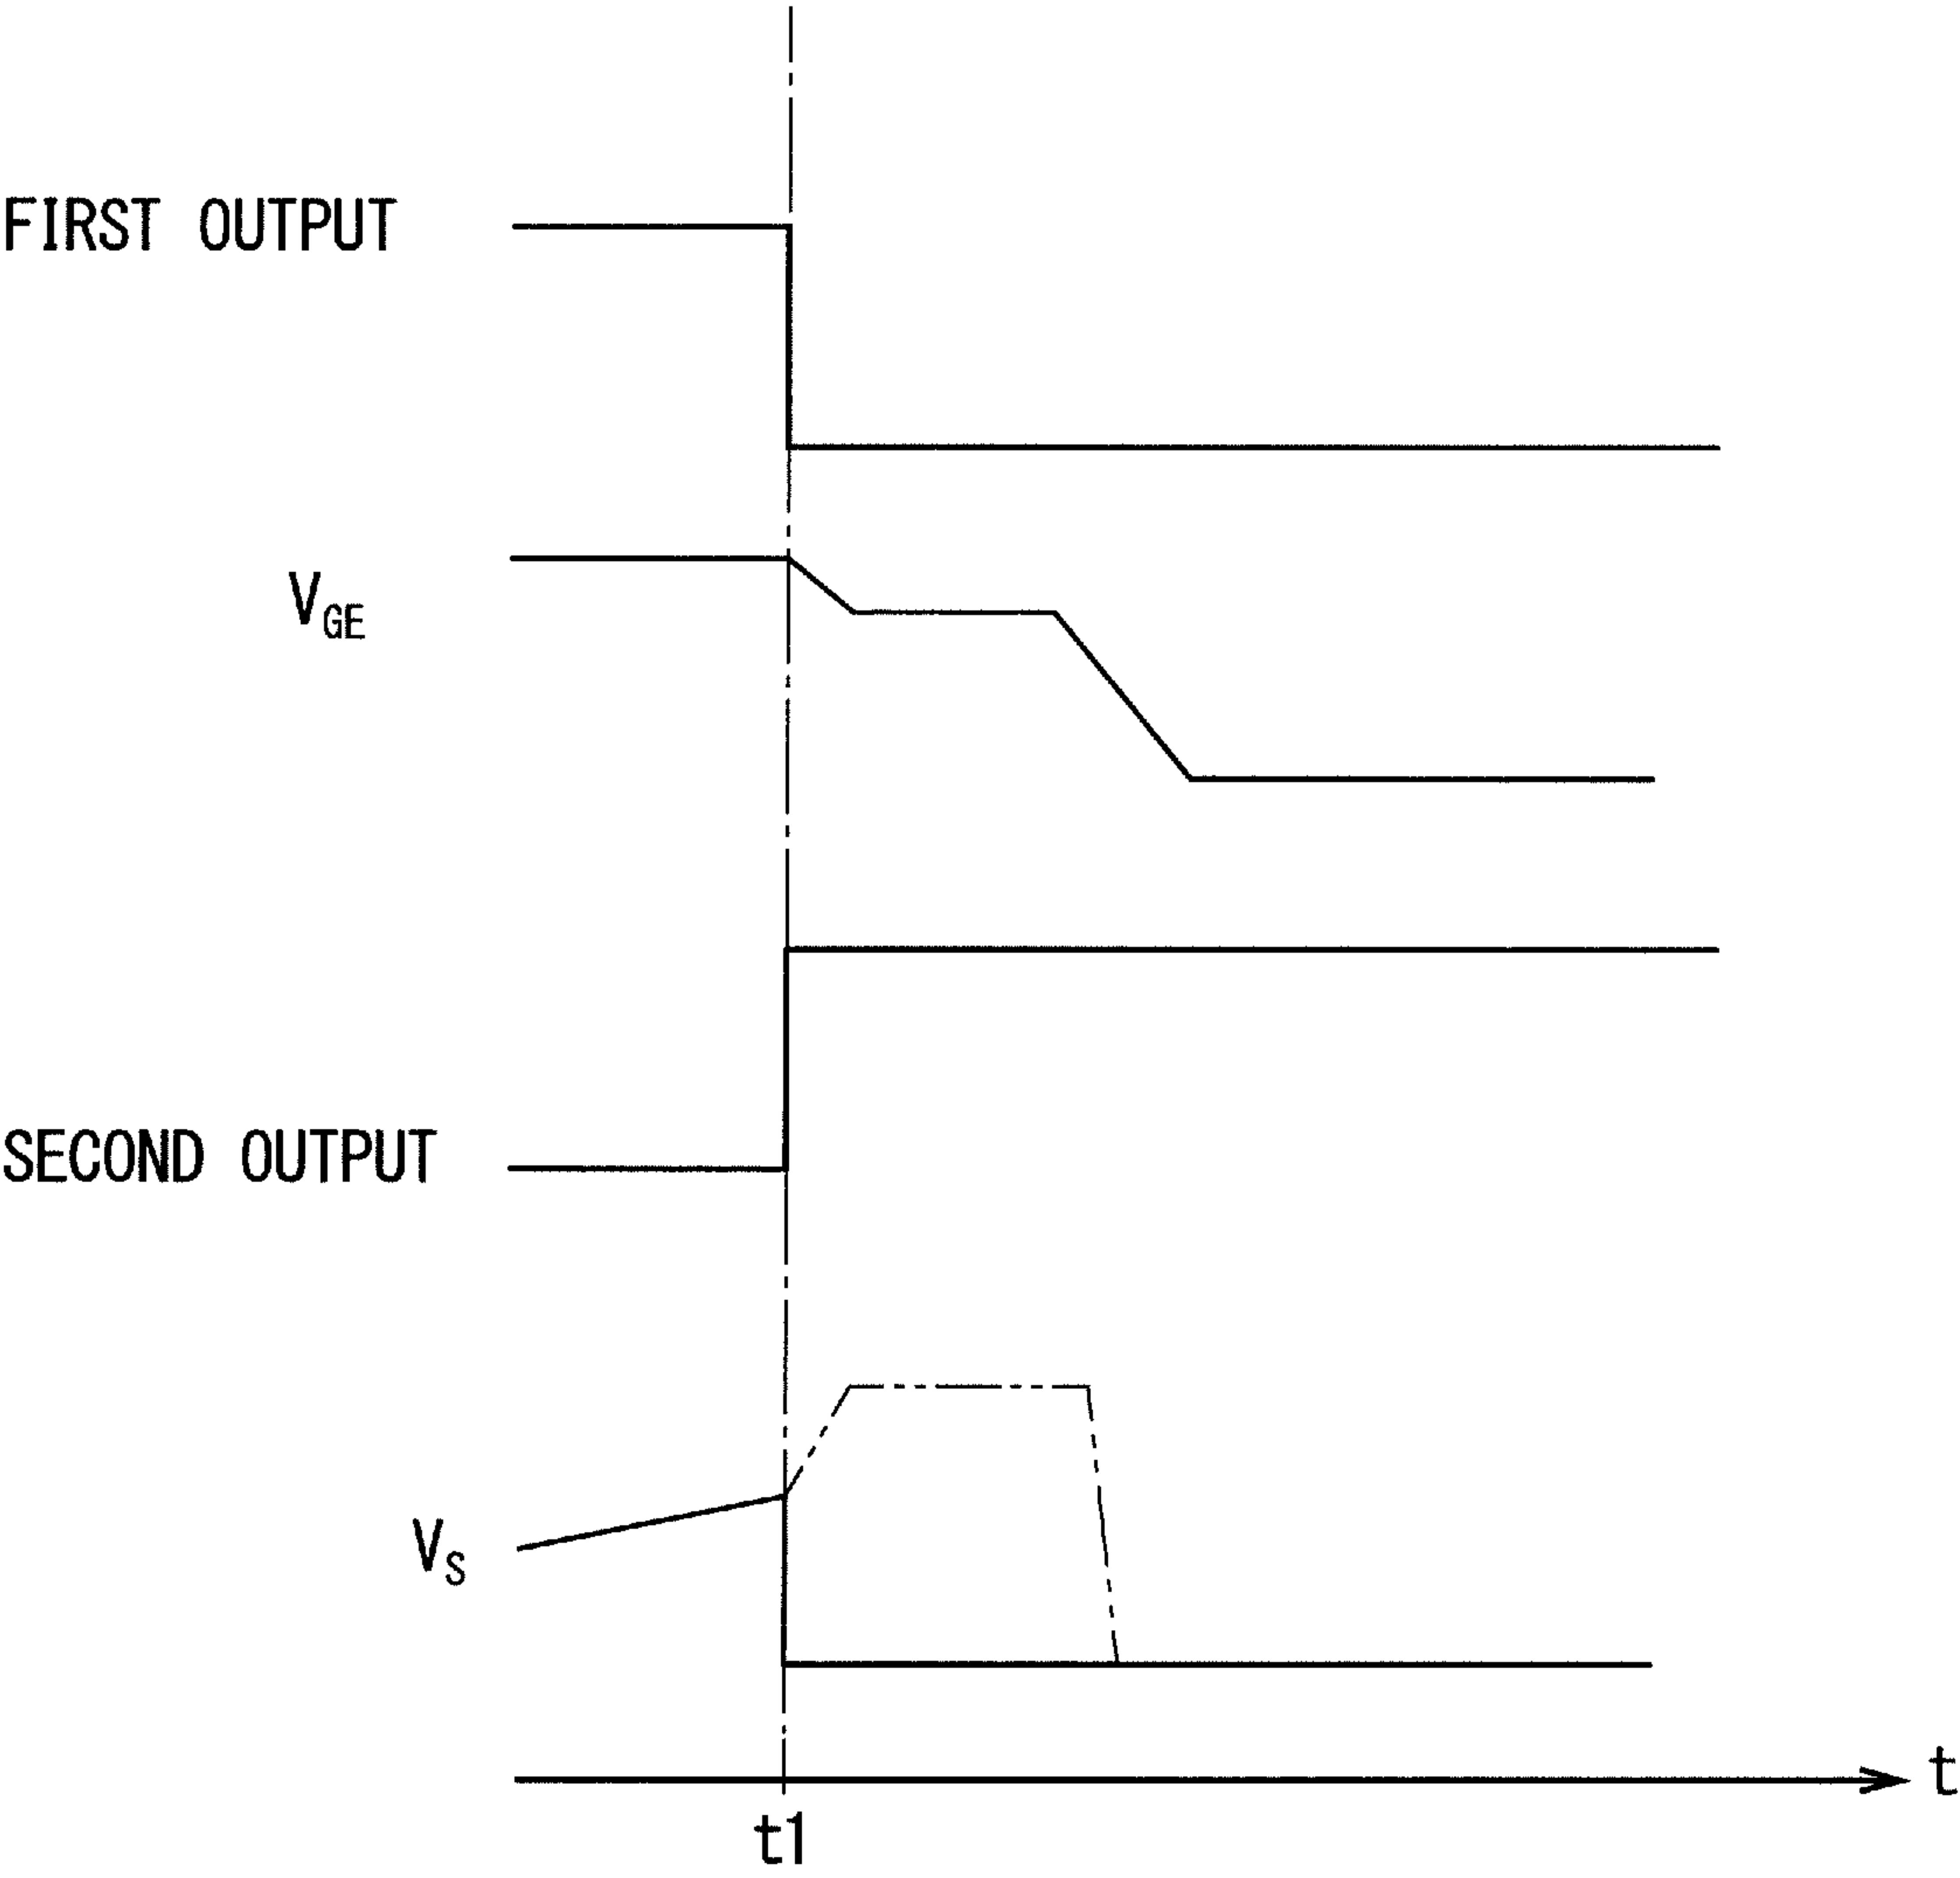 FIRST OUTPUT
VGE
SECOND OUTPUT
VS
t
t1